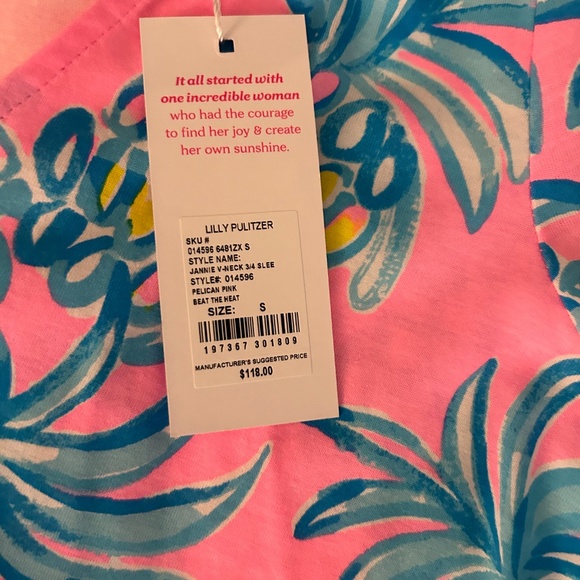 It all started with
one incredible woman
who had the courage
to find her joy & create
her own sunshine.
LILLY PULITZER
SKU #
014596 6481ZX S
STYLE NAME:
JANNIE V-NECK 3/4 SLEE
STYLE#: 014596
PELICAN PINK
BEAT THE HEAT
SIZE: S
197367 301809
MANUFACTURER'S SUGGESTED PRICE
$118.00